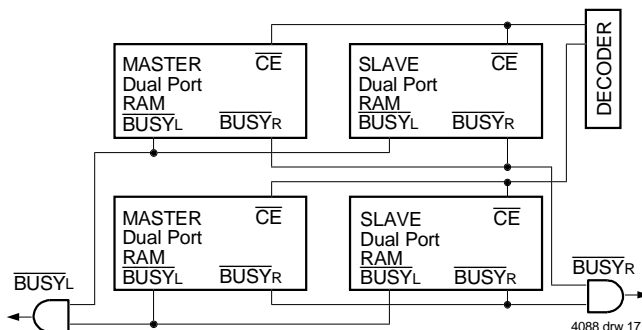 MASTER
Dual Port
RAM
BUSYL
BUSYR
CE
SLAVE
Dual Port
RAM
BUSYL
BUSYR
CE
DECODER
MASTER
Dual Port
RAM
BUSYL
BUSYR
CE
SLAVE
Dual Port
RAM
BUSYL
BUSYR
CE
BUSYL
BUSYR
4088 drw 17